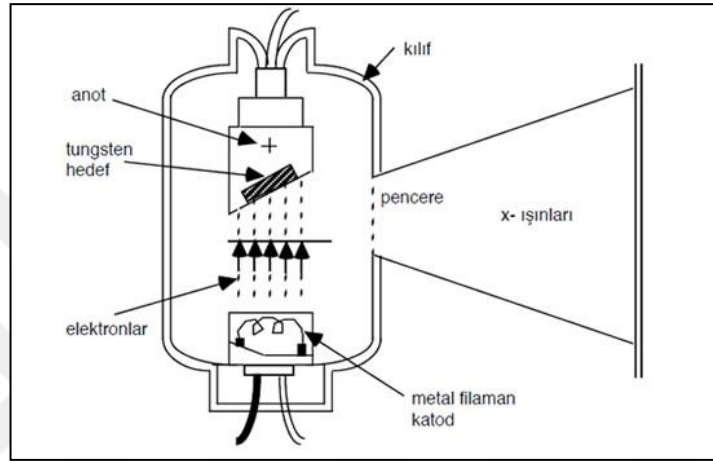 kılıf
anot
+
tungsten
hedef
pencere
x- ışınları
elektronlar
metal filaman
katod